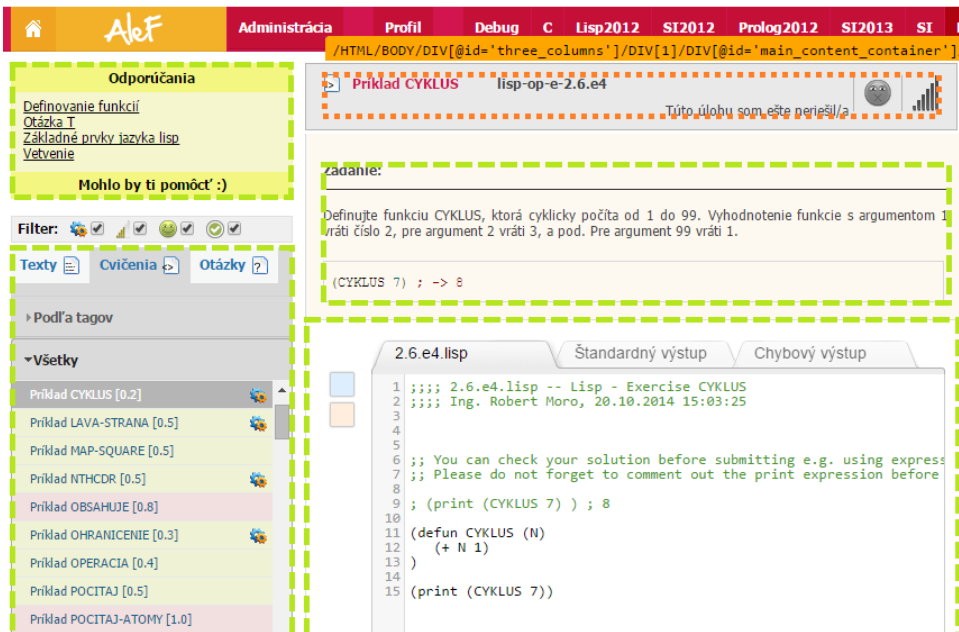 AleF Administrácia Profil Debug C Lisp2012 SI2012 Prolog2012 SI2013 SI
/HTML/BODY/DIV[@id='three_columns']/DIV[1]/DIV[@id='main_content_container']
Odporúčania
Definovanie funkcií
Otázka T
Základné prvky jazyka lisp
Vetvenie
Mohlo by ti pomôcť :)
Filter:
Texty Cvičenia Otázky
Podľa tagov
Všetky
Príklad CYKLUS [0.2]
Príklad LAVA-STRANA [0.5]
Príklad MAP-SQUARE [0.5]
Príklad NTHCDR [0.5]
Príklad OBSAHUJE [0.8]
Príklad OHRANICENIE [0.3]
Príklad OPERACIA [0.4]
Príklad POCITAJ [0.5]
Príklad POCITAJ-ATOMY [1.0]
Príklad CYKLUS lisp-op-e-2.6.e4
Túto úlohu som ešte neriešil/a
Zadanie:
Definujte funkciu CYKLUS, ktorá cyklicky počíta od 1 do 99. Vyhodnotenie funkcie s argumentom 1
vráti číslo 2, pre argument 2 vráti 3, a pod. Pre argument 99 vráti 1.
(CYKLUS 7) ; -> 8
2.6.e4.lisp Štandardný výstup Chybový výstup
1 ;;;; 2.6.e4.lisp -- Lisp - Exercise CYKLUS
2 ;;;; Ing. Robert Moro, 20.10.2014 15:03:25
3
4
5
6 ;; You can check your solution before submitting e.g. using express
7 ;; Please do not forget to comment out the print expression before
8
9 ; (print (CYKLUS 7) ) ; 8
10
11 (defun CYKLUS (N)
12 (+ N 1)
13 )
14
15 (print (CYKLUS 7))